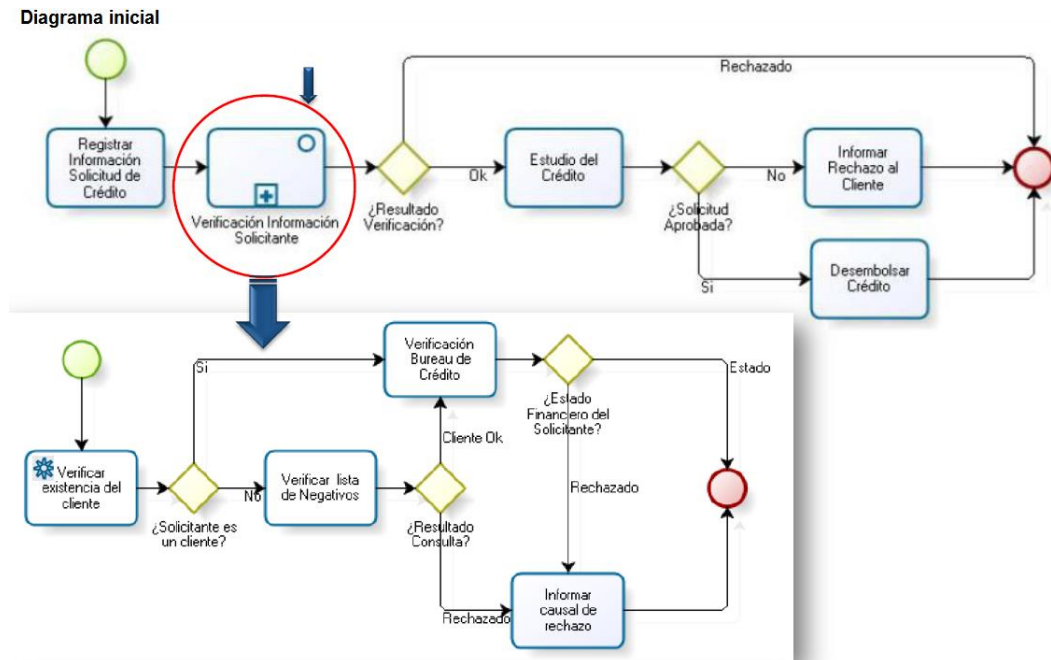 Diagrama inicial
Rechazado
Registrar
Información
Solicitud de
Crédito
Verificación Información
Solicitante
¿Resultado
Verificación?
Ok
Estudio del
Crédito
¿Solicitud
Aprobada?
No
Informar
Rechazo al
Cliente
Si
Desembolsar
Crédito
Si
Verificación
Bureau de
Crédito
¿Estado
Financiero del
Solicitante?
Estado
Cliente Ok
Verificar
existencia del
cliente
¿Solicitante es
un cliente?
No
Verificar lista
de Negativos
¿Resultado
Consulta?
Rechazado
Rechazado
Informar
causal de
rechazo